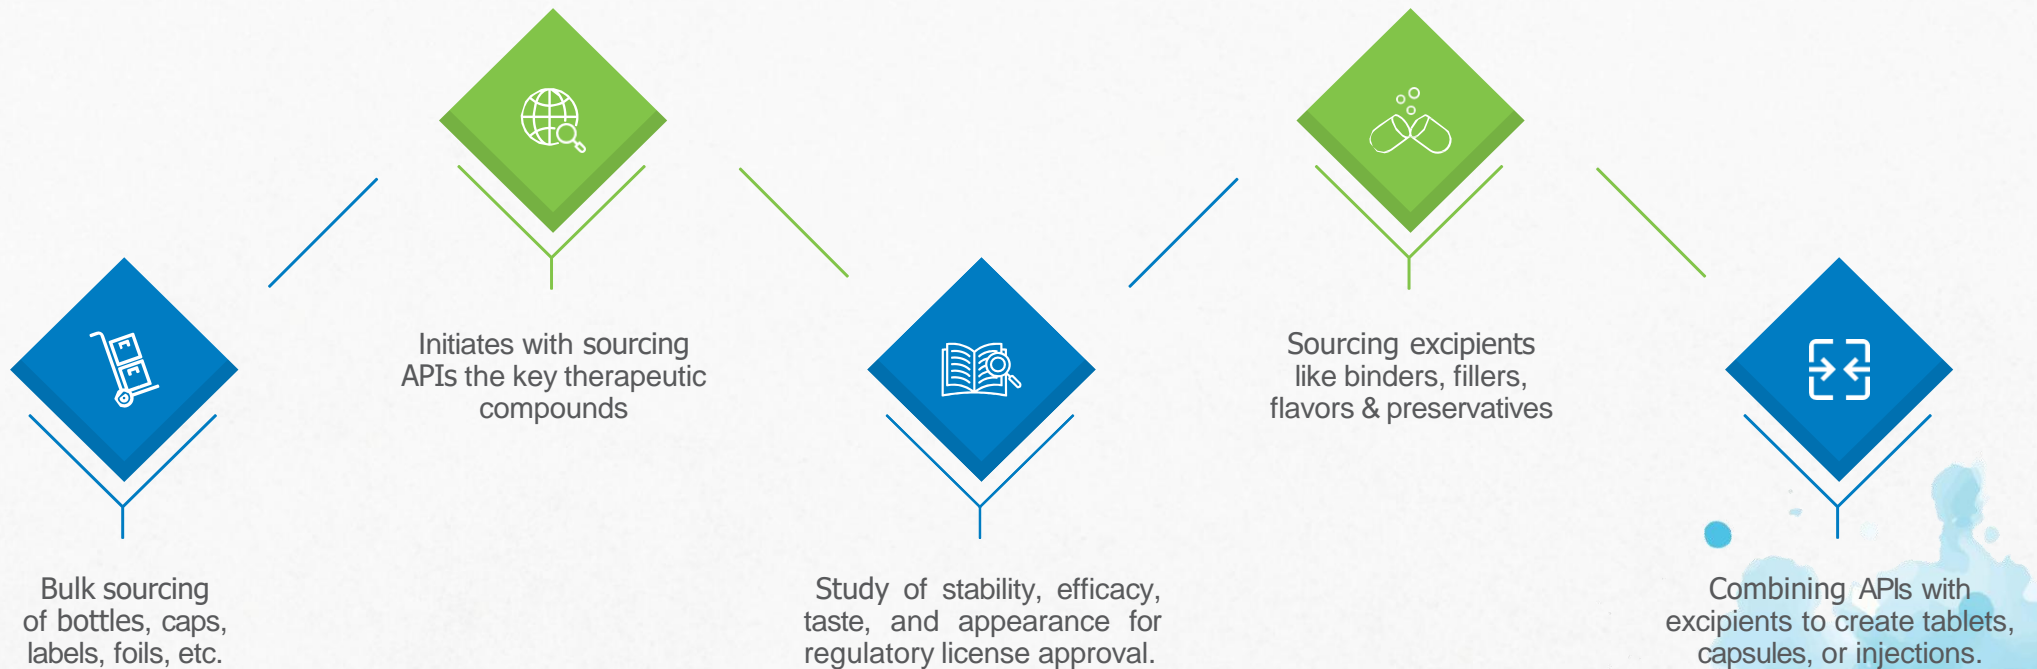 Bulk sourcing
of bottles, caps,
labels, foils, etc.
Initiates with sourcing
APIs the key therapeutic
compounds
Study of stability, efficacy,
taste, and appearance for
regulatory license approval.
Sourcing excipients
like binders, fillers,
flavors & preservatives
Combining APIs with
excipients to create tablets,
capsules, or injections.